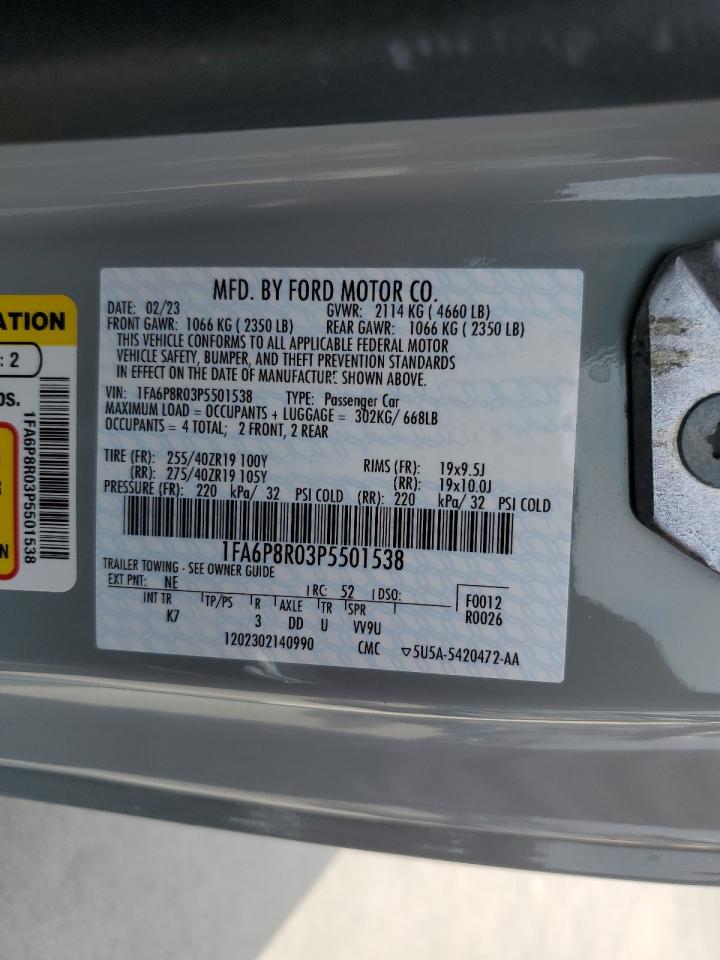 MFD. BY FORD MOTOR CO.
DATE: 02/23 GVWR: 2114 KG ( 4660 LB)
FRONT GAWR: 1066 KG ( 2350 LB) REAR GAWR: 1066 KG ( 2350 LB)
THIS VEHICLE CONFORMS TO ALL APPLICABLE FEDERAL MOTOR
VEHICLE SAFETY, BUMPER, AND THEFT PREVENTION STANDARDS
IN EFFECT ON THE DATE OF MANUFACTURE SHOWN ABOVE.
VIN: 1FA6P8R03P5501538 TYPE: Passenger Car
MAXIMUM LOAD = OCCUPANTS + LUGGAGE = 302KG/ 668LB
OCCUPANTS = 4 TOTAL; 2 FRONT, 2 REAR
TIRE (FR): 255/40ZR19 100Y RIMS (FR): 19x9.5J
(RR): 275/40ZR19 105Y (RR): 19x10.0J
PRESSURE (FR): 220 kPa/ 32 PSI COLD (RR): 220 kPa/ 32 PSI COLD
1FA6P8R03P5501538
TRAILER TOWING - SEE OWNER GUIDE
EXT PNT: NE RC: 52 DSO: F0012
INT TR TP/PS R AXLE TR SPR R0026
K7 3 DD U VV9U
1202302140990 CMC ▽5U5A-5420472-AA
ATION
: 2
OS.
R
N
1FA6P8R03P5501538